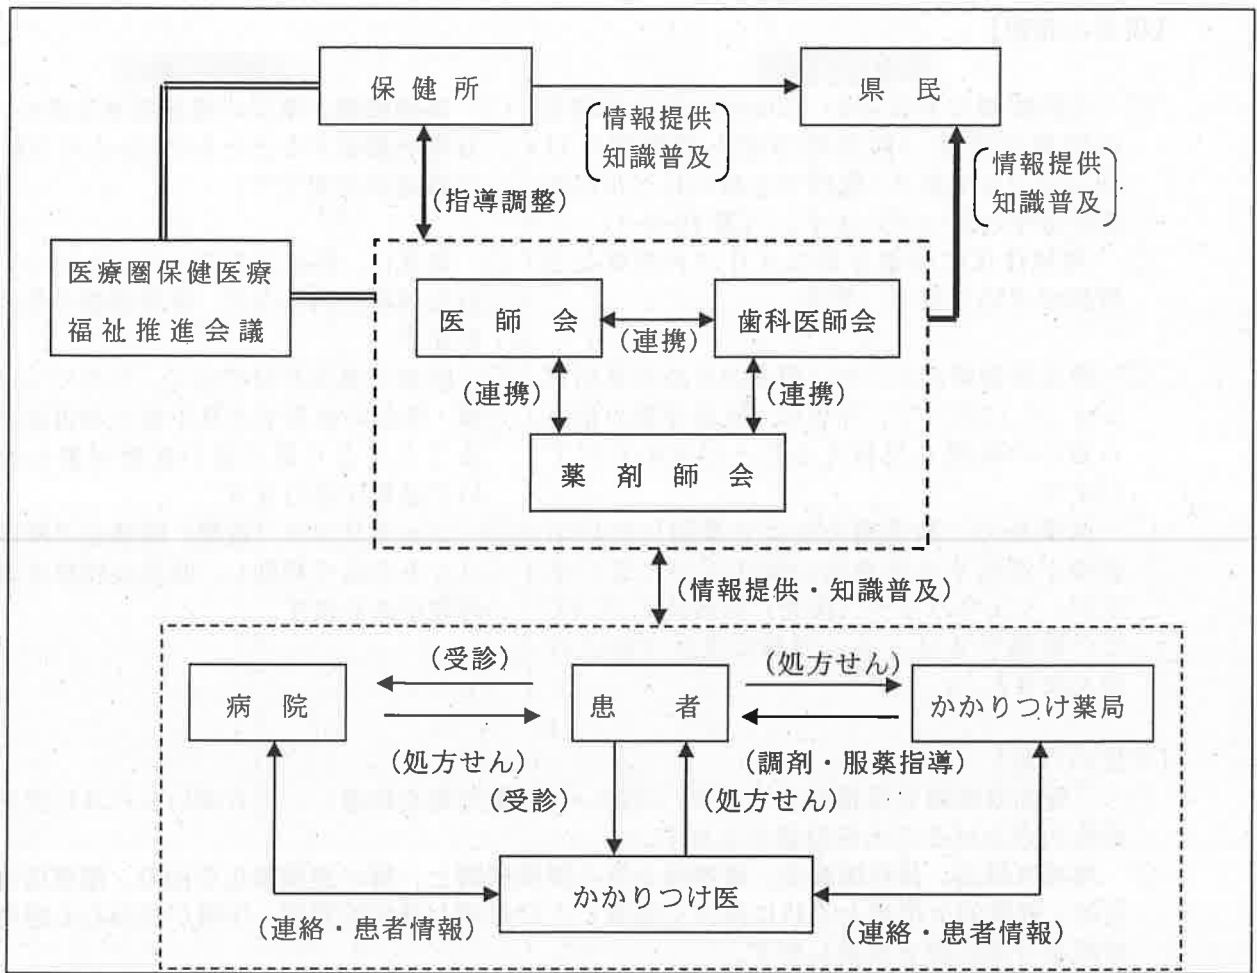 保健所
県民
情報提供
知識普及
情報提供
知識普及
(指導調整)
医療圏保健医療
福祉推進会議
医師会
(連携)
歯科医師会
(連携)
(連携)
薬剤師会
(情報提供・知識普及)
(受診)
(処方せん)
病院
患者
かかりつけ薬局
(処方せん)
(調剤・服薬指導)
(受診)
(処方せん)
かかりつけ医
(連絡・患者情報)
(連絡・患者情報)